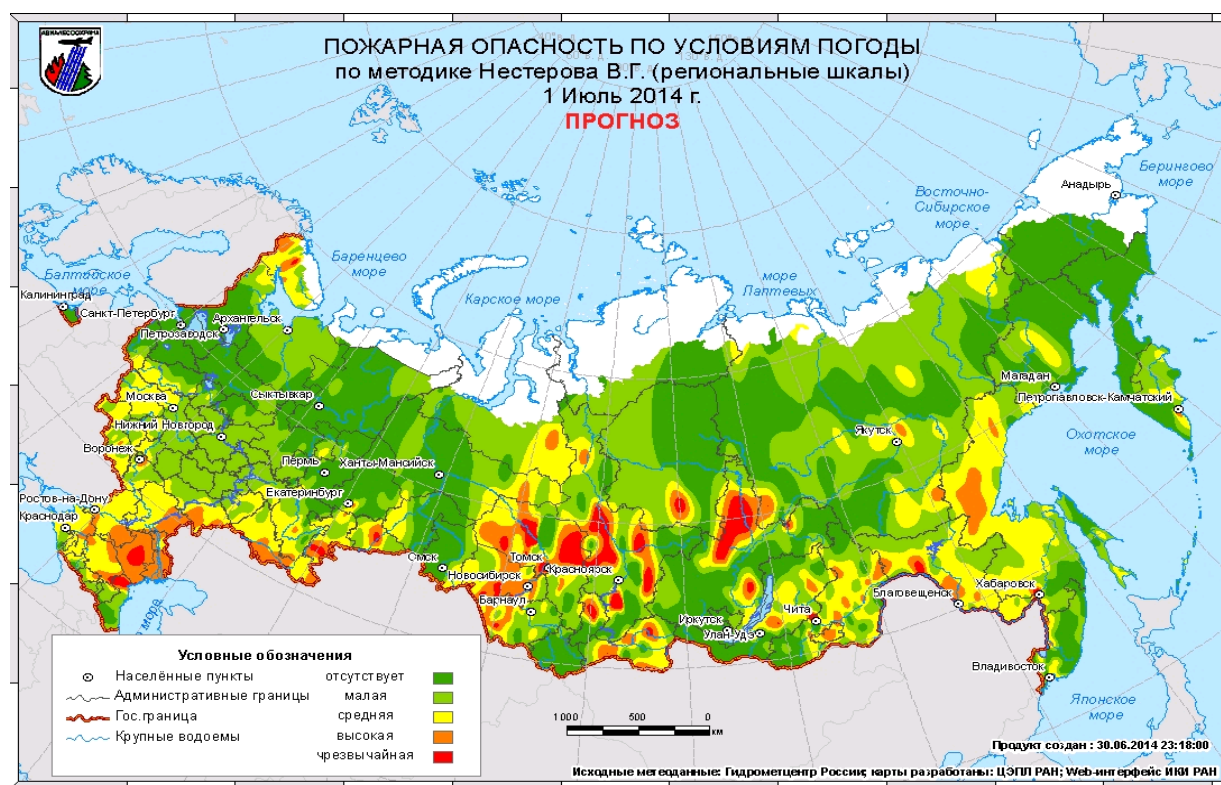 АВИАЛЕСООХРАНА
ПОЖАРНАЯ ОПАСНОСТЬ ПО УСЛОВИЯМ ПОГОДЫ
по методике Нестерова В.Г. (региональные шкалы)
1 Июль 2014 г.
ПРОГНОЗ
Берингово
море
Анадырь
Восточно-
Сибирское
море
Баренцево
море
Балтийское
море
Карское море
море
Лаптевых
Калининград
Санкт-Петербург
Архангельск
Петрозаводск
Магадан
Петропавловск-Камчатский
Москва
Сыктывкар
Нижний Новгород
Якутск
Охотское
море
Воронеж
Пермь
Ханты-Мансийск
Екатеринбург
Ростов-на-Дону
Краснодар
Омск
Томск
Красноярск
Новосибирск
Барнаул
Хабаровск
Благовещенск
Чита
Иркутск
Улан-Удэ
море
Владивосток
Японское
море
Условные обозначения
Населённые пункты отсутствует
Административные границы малая
Гос.граница средняя
Крупные водоемы высокая
чрезвычайная
1 000 500 0
км
Продукт создан : 30.06.2014 23:18:00
Исходные метеоданные: Гидрометцентр России; карты разработаны: ЦЭПЛ РАН; Web-интерфейс ИКИ РАН